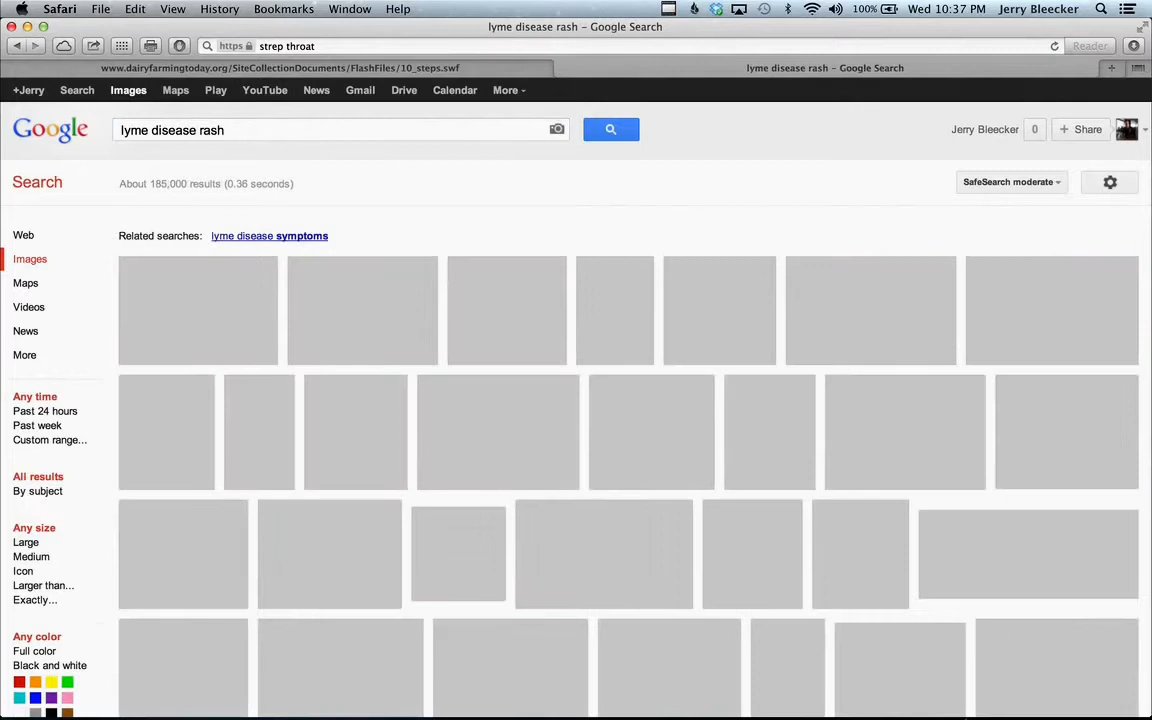 Safari File Edit View History Bookmarks Window Help 100% Wed 10:37 PM Jerry Bleecker
lyme disease rash - Google Search
https strep throat Reader
www.dairyfarmingtoday.org/SiteCollectionDocuments/FlashFiles/10_steps.swf lyme disease rash - Google Search
+Jerry Search Images Maps Play YouTube News Gmail Drive Calendar More
Google lyme disease rash Jerry Bleecker 0 + Share
Search About 185,000 results (0.36 seconds) SafeSearch moderate
Web Related searches: lyme disease symptoms
Images
Maps
Videos
News
More
Any time
Past 24 hours
Past week
Custom range...
All results
By subject
Any size
Large
Medium
Icon
Larger than...
Exactly...
Any color
Full color
Black and white